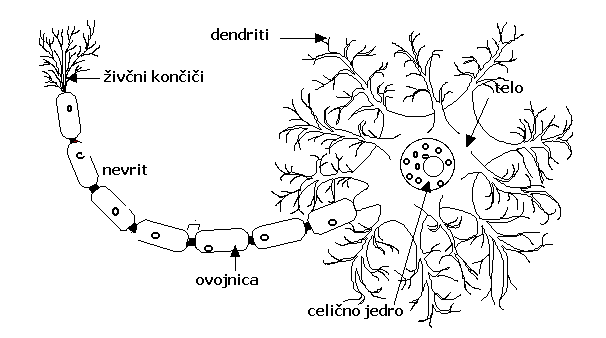 dendriti
živčni končiči
telo
nevrit
ovojnica
celično jedro